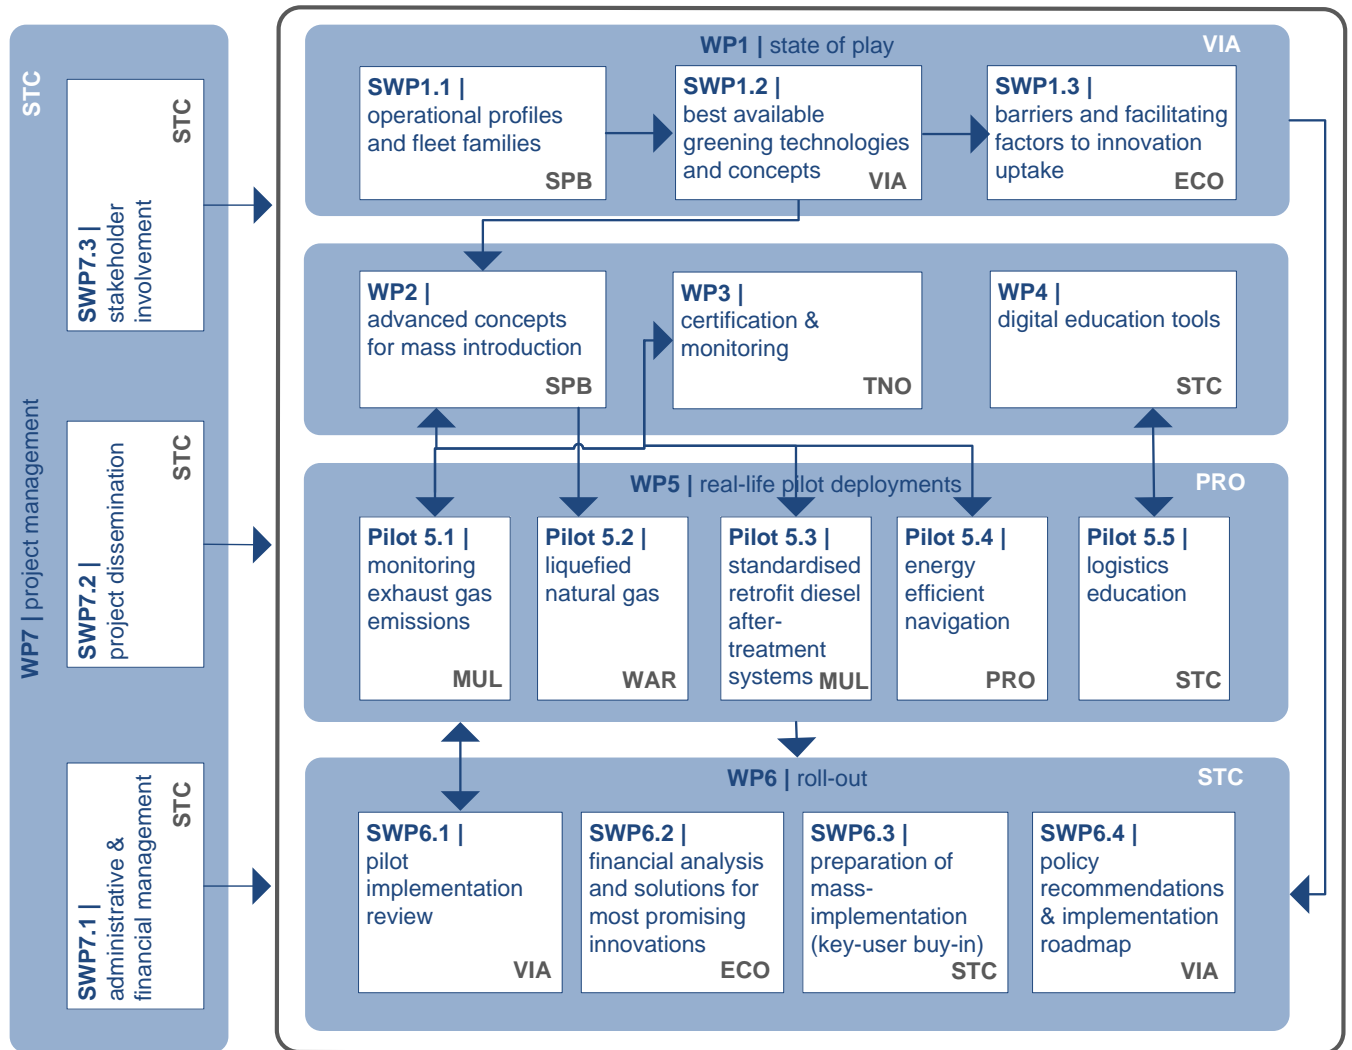 STC
WP7 | project management
SWP7.3 |
stakeholder
involvement
STC
SWP7.2 |
project dissemination
STC
SWP7.1 |
administrative &
financial management
STC
WP1 | state of play
VIA
SWP1.1 |
operational profiles
and fleet families
SPB
SWP1.2 |
best available
greening technologies
and concepts
VIA
SWP1.3 |
barriers and facilitating
factors to innovation
uptake
ECO
WP2 |
advanced concepts
for mass introduction
SPB
WP3 |
certification &
monitoring
TNO
WP4 |
digital education tools
STC
WP5 | real-life pilot deployments
PRO
Pilot 5.1 |
monitoring
exhaust gas
emissions
MUL
Pilot 5.2 |
liquefied
natural gas
WAR
Pilot 5.3 |
standardised
retrofit diesel
after-
treatment
systems
MUL
Pilot 5.4 |
energy
efficient
navigation
PRO
Pilot 5.5 |
logistics
education
STC
WP6 | roll-out
STC
SWP6.1 |
pilot
implementation
review
VIA
SWP6.2 |
financial analysis
and solutions for
most promising
innovations
ECO
SWP6.3 |
preparation of
mass-
implementation
(key-user buy-in)
STC
SWP6.4 |
policy
recommendations
& implementation
roadmap
VIA